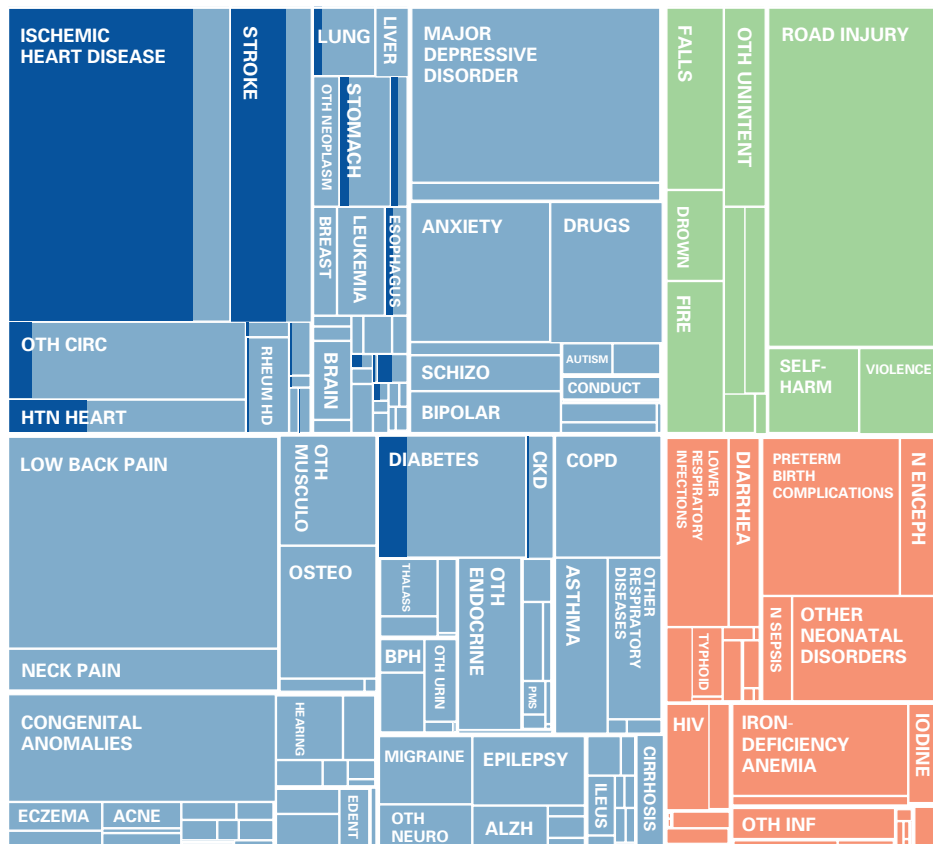 ISCHEMIC
HEART DISEASE
STROKE
LUNG
LIVER
OTH NEOPLASM
STOMACH
BREAST
LEUKEMIA
ESOPHAGUS
OTH CIRC
HTN HEART
RHEUM HD
BRAIN
MAJOR
DEPRESSIVE
DISORDER
ANXIETY
DRUGS
SCHIZO
AUTISM
CONDUCT
BIPOLAR
FALLS
OTH UNINTENT
ROAD INJURY
DROWN
FIRE
SELF-
HARM
VIOLENCE
LOW BACK PAIN
NECK PAIN
OTH
MUSCULO
OSTEO
DIABETES
CKD
COPD
THALASS
OTH
ENDOCRINE
ASTHMA
OTHER
RESPIRATORY
DISEASES
BPH
OTH URIN
PMS
CONGENITAL
ANOMALIES
HEARING
ECZEMA
ACNE
EDENT
MIGRAINE
EPILEPSY
OTH
NEURO
ALZH
ILEUS
CIRRHOSIS
LOWER
RESPIRATORY
INFECTIONS
DIARRHEA
PRETERM
BIRTH
COMPLICATIONS
N ENCEPH
TYPHOID
N SEPSIS
OTHER
NEONATAL
DISORDERS
HIV
IRON-
DEFICIENCY
ANEMIA
IODINE
OTH INF